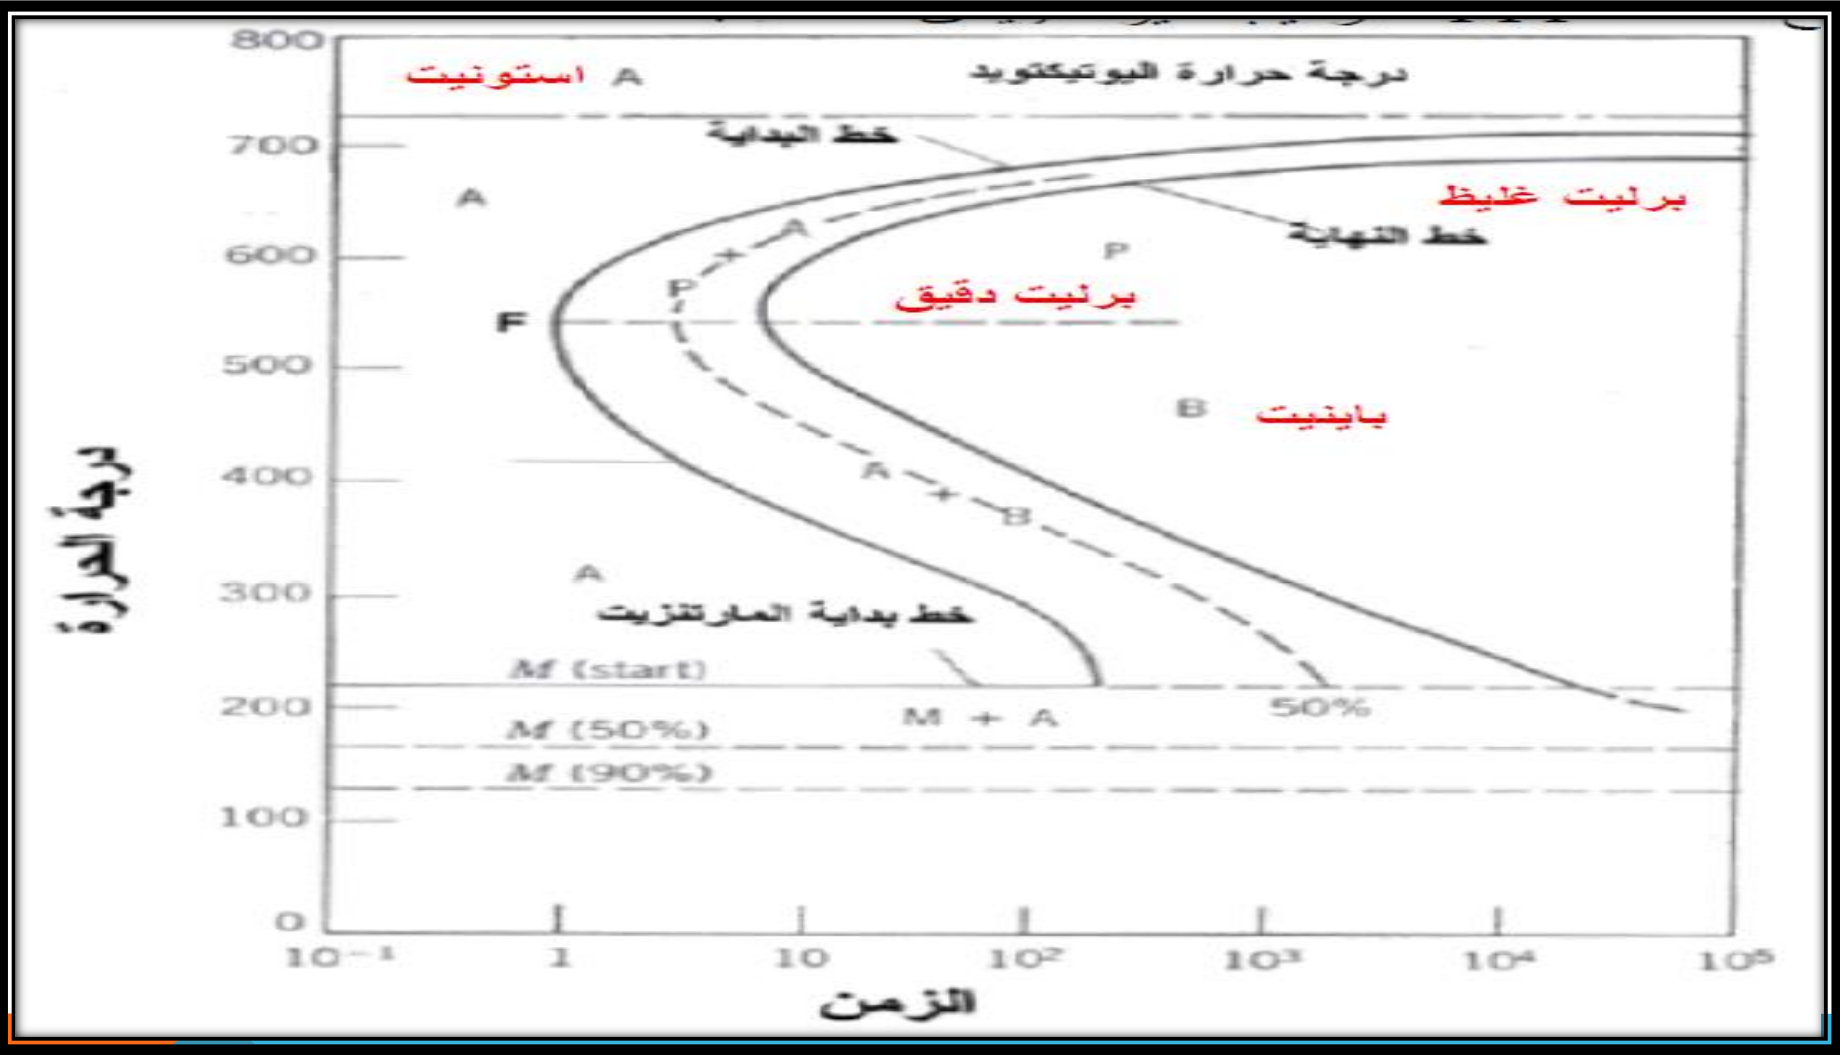 800
استونيت A
درجة حرارة اليوتيكتويد
خط البداية
700
A
برليت غليظ
خط النهاية
A
+
P
600
P
برليت دقيق
F
500
B باينيت
400
A
+
B
A
300
خط بداية المارتنزيت
M (start)
200
M + A
50%
M (50%)
M (90%)
100
0
10⁻¹ 1 10 10² 10³ 10⁴ 10⁵
الزمن
درجة الحرارة